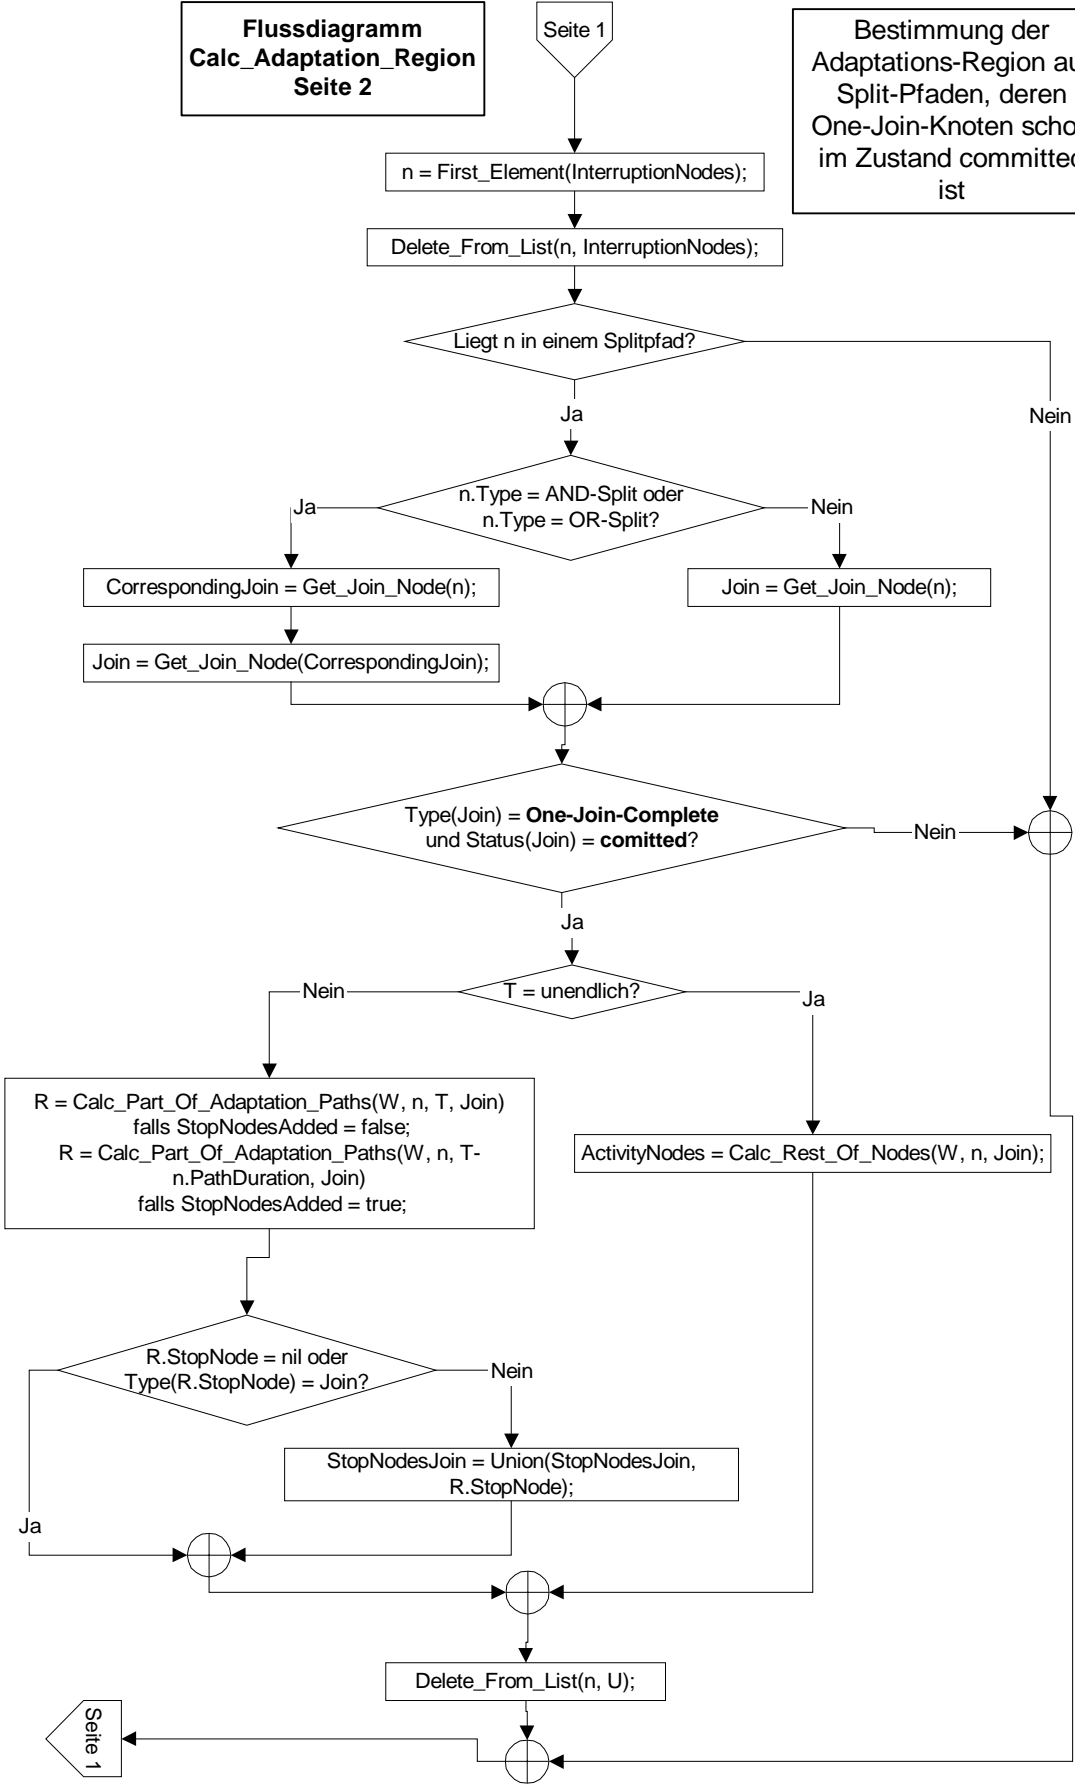 Flussdiagramm
Calc_Adaptation_Region
Seite 2
Seite 1
Bestimmung der
Adaptations-Region au
Split-Pfaden, deren
One-Join-Knoten scho
im Zustand committed
ist
n = First_Element(InterruptionNodes);
Delete_From_List(n, InterruptionNodes);
Liegt n in einem Splitpfad?
Ja
Nein
n.Type = AND-Split oder
n.Type = OR-Split?
Ja
Nein
CorrespondingJoin = Get_Join_Node(n);
Join = Get_Join_Node(n);
Join = Get_Join_Node(CorrespondingJoin);
Type(Join) = One-Join-Complete
und Status(Join) = comitted?
Nein
Ja
T = unendlich?
Nein
Ja
R = Calc_Part_Of_Adaptation_Paths(W, n, T, Join)
falls StopNodesAdded = false;
R = Calc_Part_Of_Adaptation_Paths(W, n, T-
n.PathDuration, Join)
falls StopNodesAdded = true;
ActivityNodes = Calc_Rest_Of_Nodes(W, n, Join);
R.StopNode = nil oder
Type(R.StopNode) = Join?
Nein
StopNodesJoin = Union(StopNodesJoin,
R.StopNode);
Ja
Delete_From_List(n, U);
Seite 1